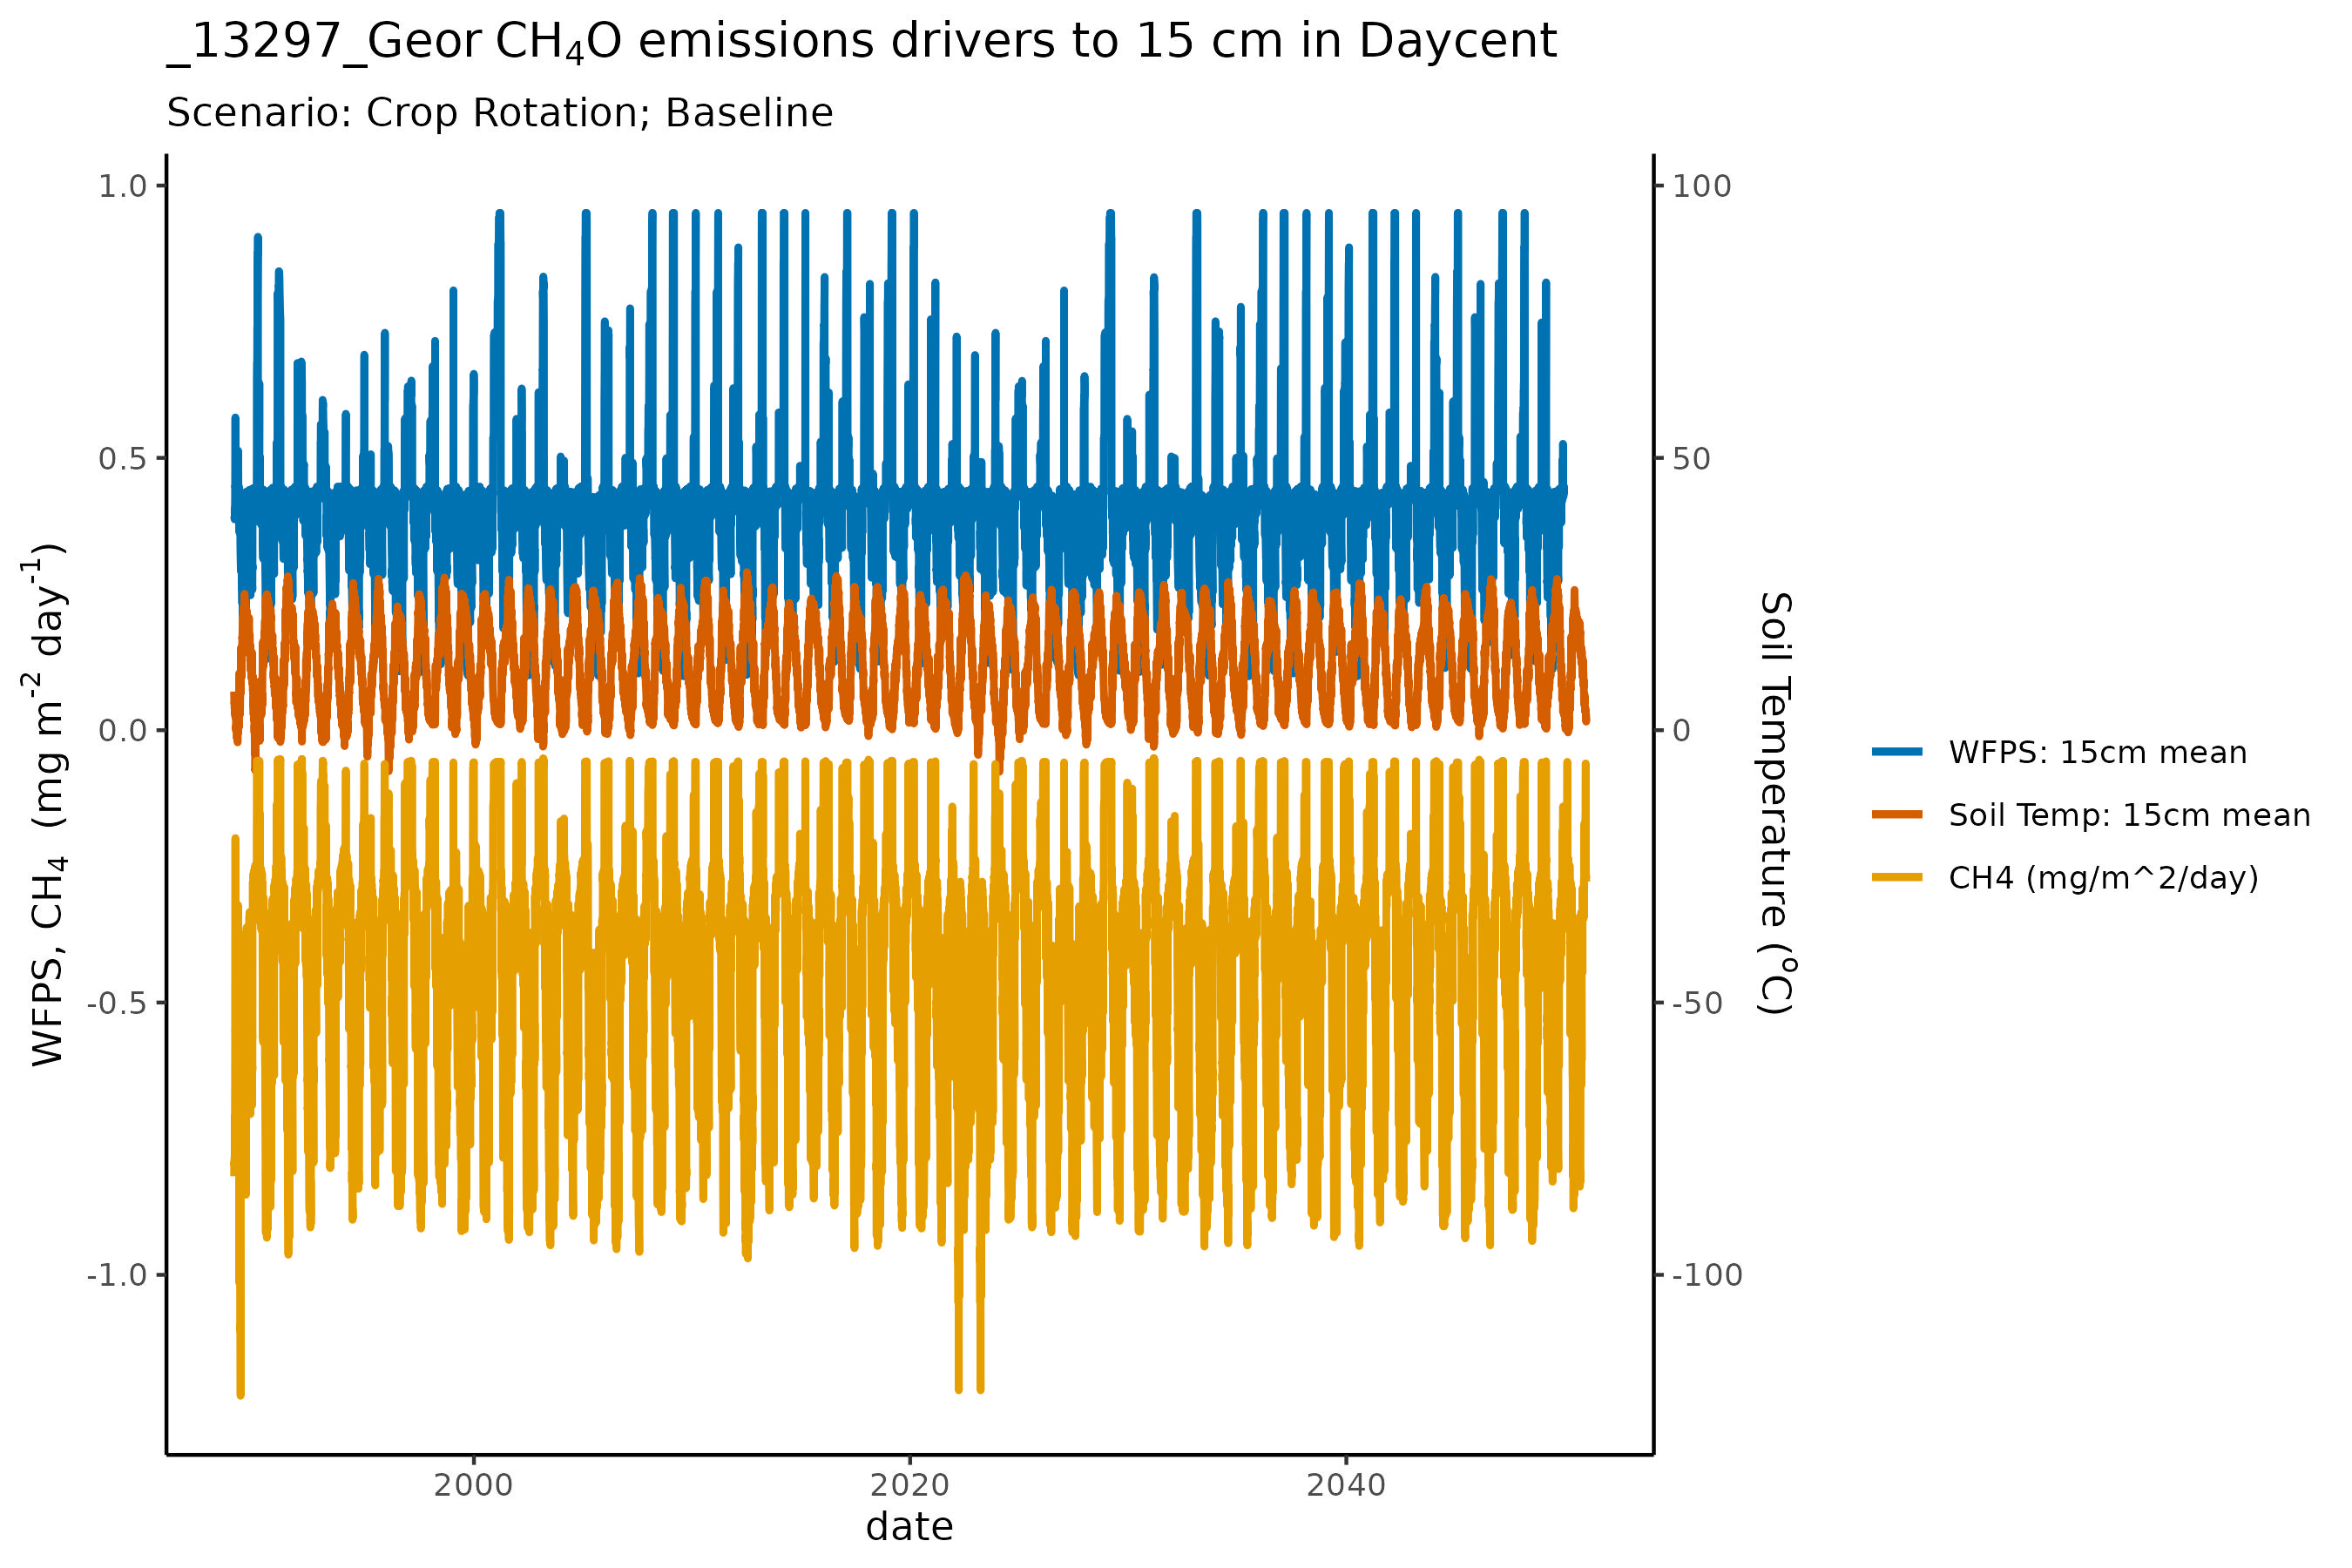 _13297_Geor CH₄O emissions drivers to 15 cm in Daycent
Scenario: Crop Rotation; Baseline
1.0
0.5
0.0
-0.5
-1.0
WFPS, CH₄ (mg m⁻² day⁻¹)
100
50
0
-50
-100
Soil Temperature (ºC)
2000
2020
2040
date
WFPS: 15cm mean
Soil Temp: 15cm mean
CH4 (mg/m^2/day)